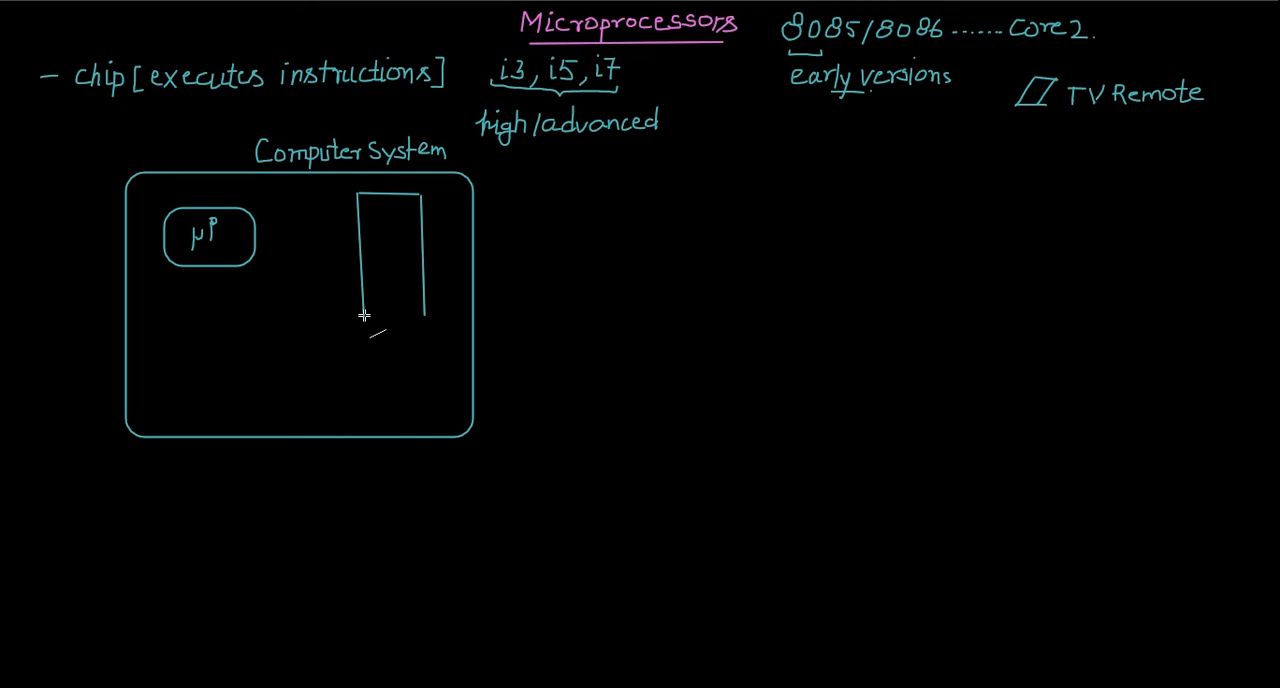 Microprocessors
8085/8086 ...... Core 2.
- chip [executes instructions]
i3, i5, i7
early versions
TV Remote
high/advanced
Computer System
μP